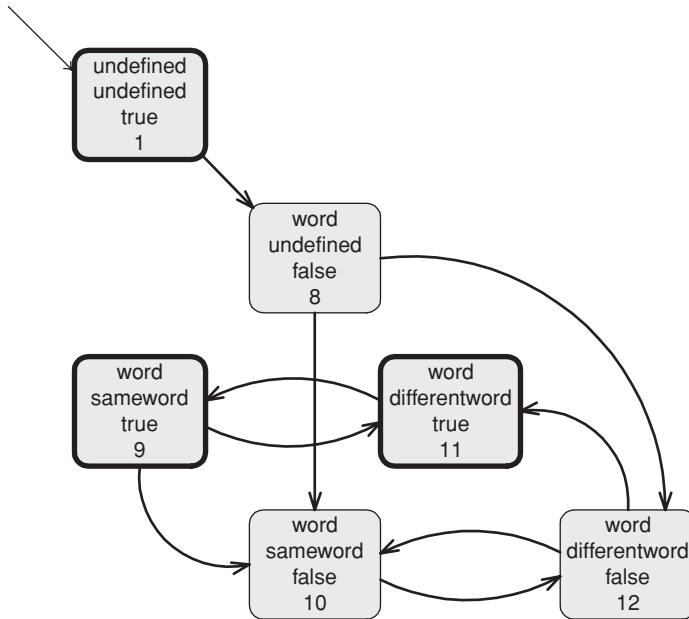 undefined
undefined
true
1
word
undefined
false
8
word
sameword
true
9
word
differentword
true
11
word
sameword
false
10
word
differentword
false
12